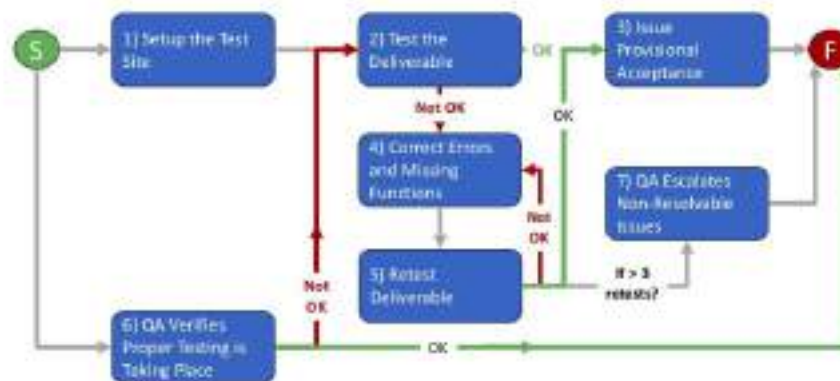 S
1) Setup the Test
Site
2) Test the
Deliverable
OK
3) Issue
Provisional
Acceptance
F
Not OK
OK
4) Correct Errors
and Missing
Functions
7) QA Escalates
Non-Resolvable
Issues
Not
OK
5) Retest
Deliverable
If > 3
retests?
Not
OK
6) QA Verifies
Proper Testing is
Taking Place
OK